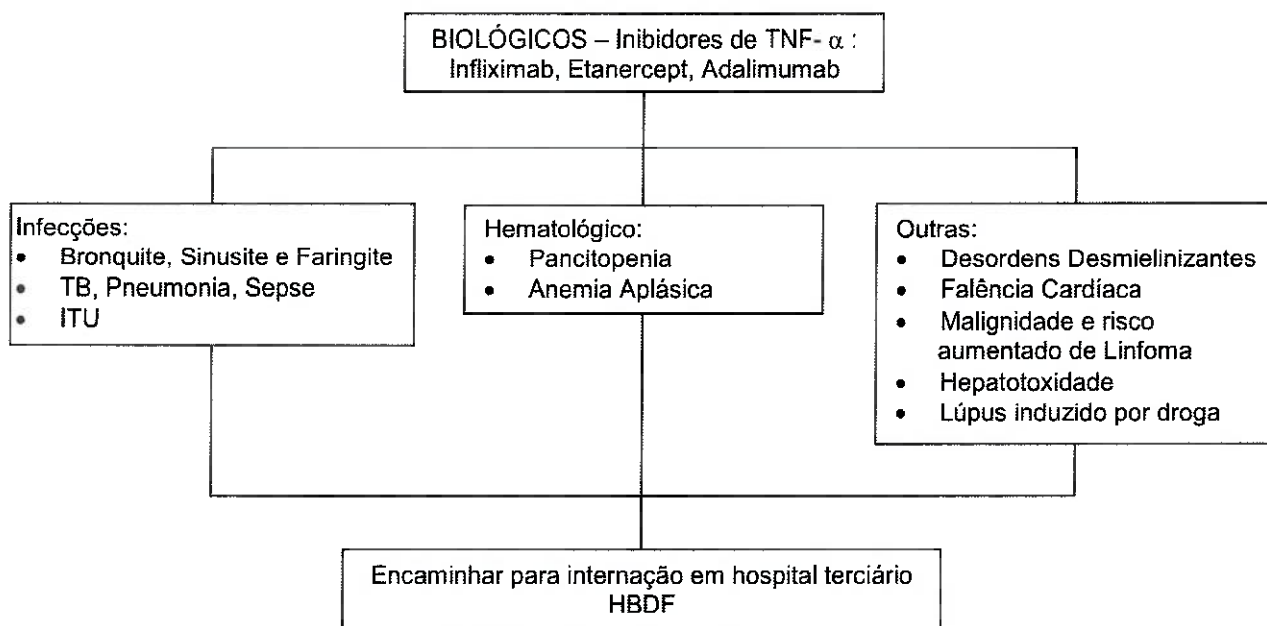 BIOLÓGICOS – Inibidores de TNF- α :
Infliximab, Etanercept, Adalimumab
Infecções:
• Bronquite, Sinusite e Faringite
• TB, Pneumonia, Sepse
• ITU
Hematológico:
• Pancitopenia
• Anemia Aplásica
Outras:
• Desordens Desmielinizantes
• Falência Cardíaca
• Malignidade e risco
aumentado de Linfoma
• Hepatotoxidade
• Lúpus induzido por droga
Encaminhar para internação em hospital terciário
HBDF